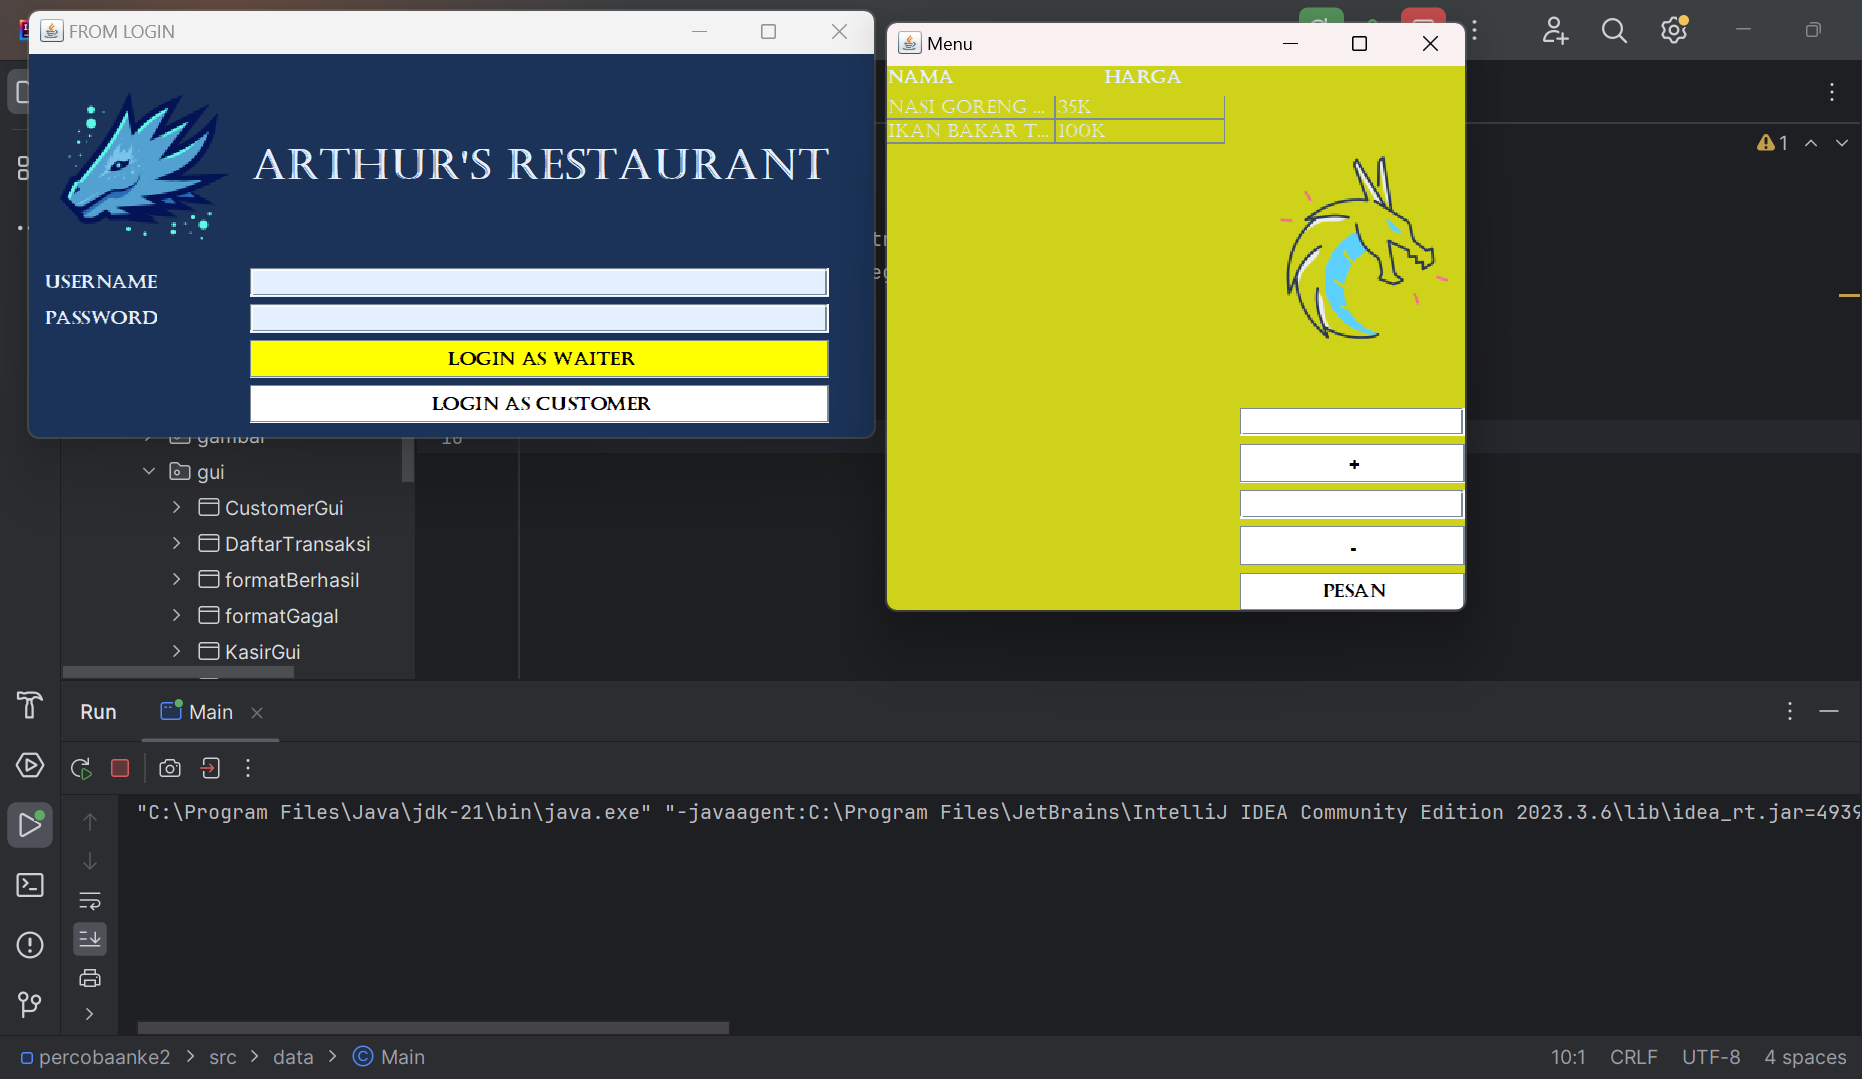 FROM LOGIN
ARTHUR'S RESTAURANT
USERNAME
PASSWORD
LOGIN AS WAITER
LOGIN AS CUSTOMER
Menu
NAMA HARGA
NASI GORENG ... 35K
IKAN BAKAR T... 100K
+
-
PESAN
1
gambar
gui
CustomerGui
DaftarTransaksi
formatBerhasil
formatGagal
KasirGui
Run Main
"C:\Program Files\Java\jdk-21\bin\java.exe" "-javaagent:C:\Program Files\JetBrains\IntelliJ IDEA Community Edition 2023.3.6\lib\idea_rt.jar=4939
percobaanke2 > src > data > Main
10:1 CRLF UTF-8 4 spaces